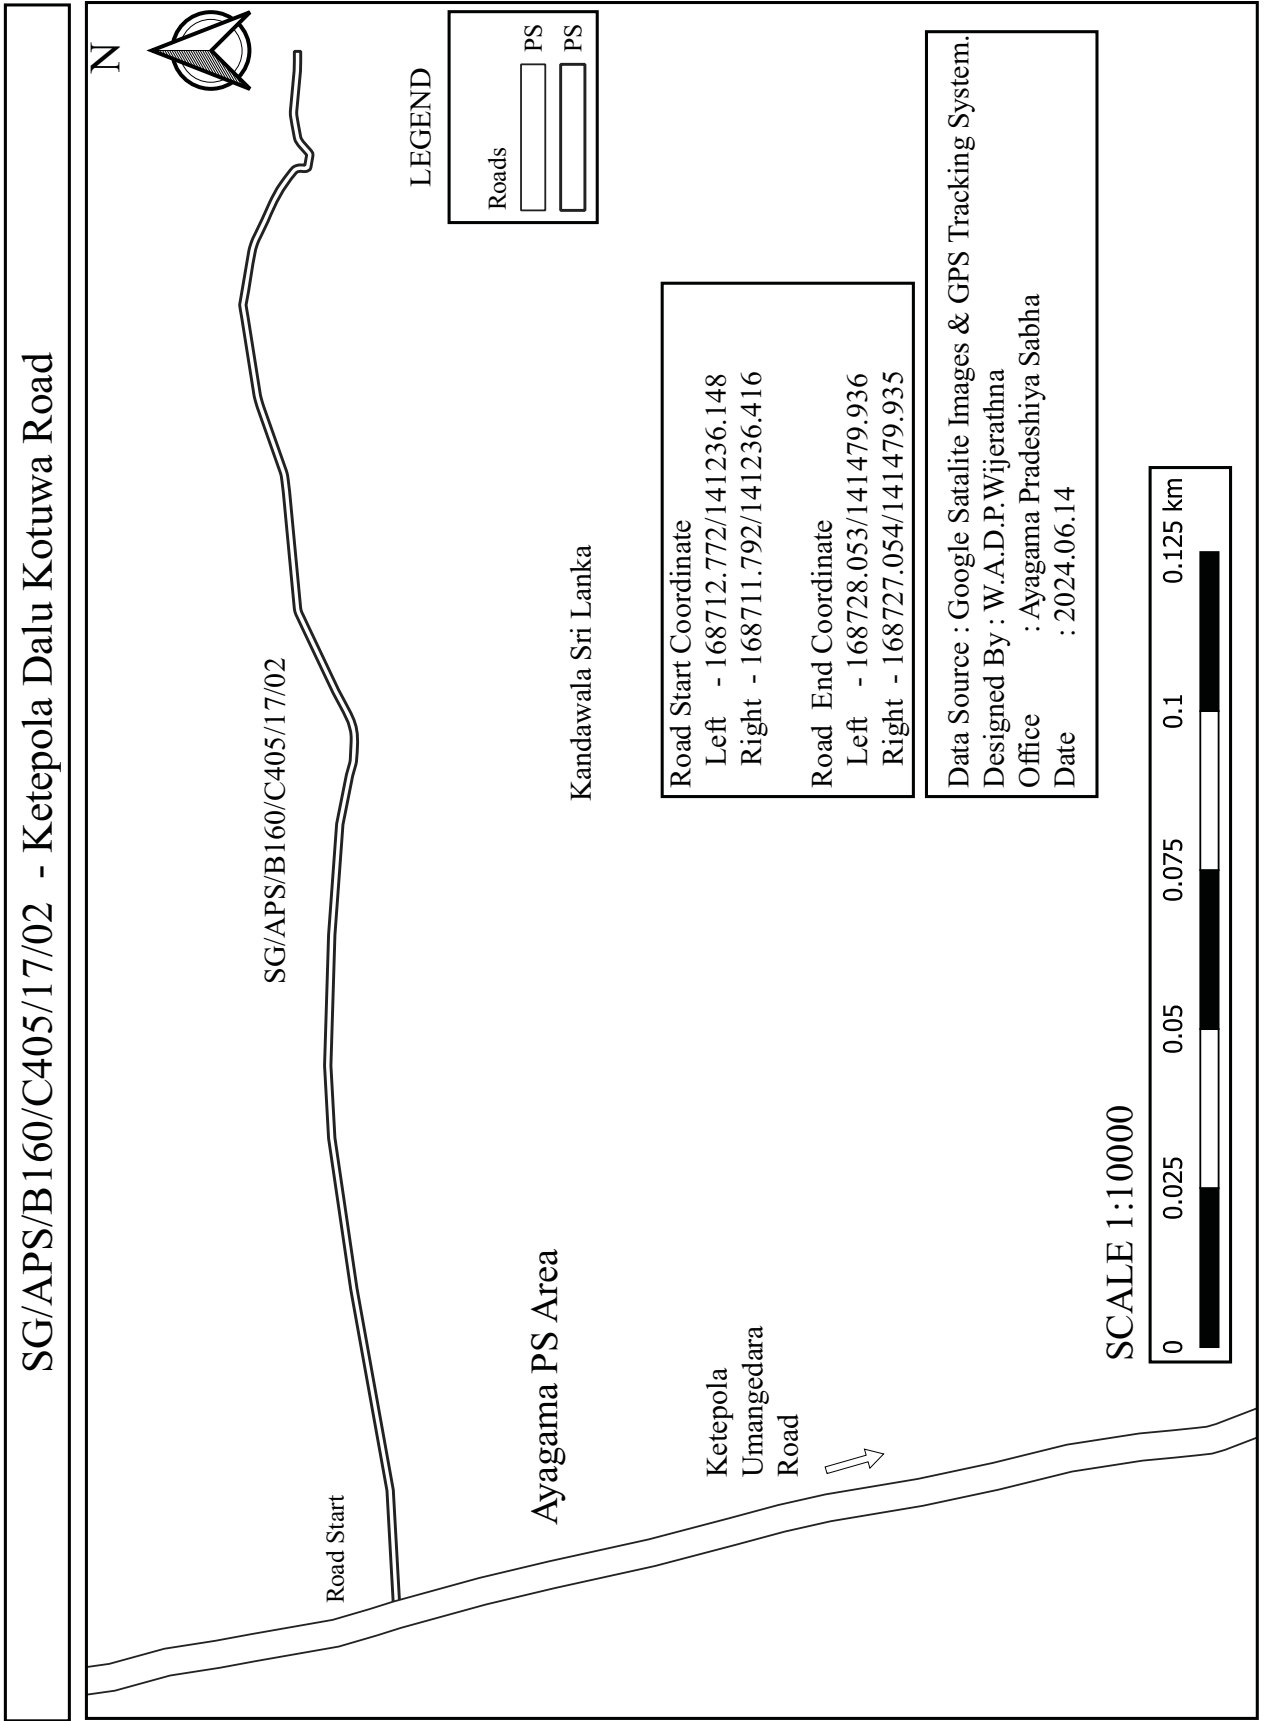 SG/APS/B160/C405/17/02 - Ketepola Dalu Kotuwa Road
N
SG/APS/B160/C405/17/02
Road Start
LEGEND
Roads
PS
PS
Ayagama PS Area
Kandawala Sri Lanka
Ketepola
Umangedara
Road
Road Start Coordinate
Left - 168712.772/141236.148
Right - 168711.792/141236.416
Road End Coordinate
Left - 168728.053/141479.936
Right - 168727.054/141479.935
Data Source : Google Satalite Images & GPS Tracking System.
Designed By : W.A.D.P.Wijerathna
Office : Ayagama Pradeshiya Sabha
Date : 2024.06.14
SCALE 1:10000
0 0.025 0.05 0.075 0.1 0.125 km